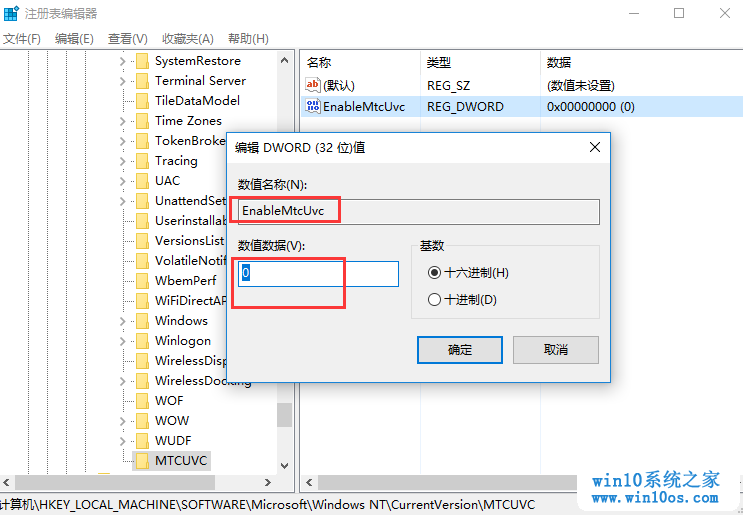 注册表编辑器
文件(F) 编辑(E) 查看(V) 收藏夹(A) 帮助(H)
SystemRestore
Terminal Server
TileDataModel
Time Zones
TokenBroke
Tracing
UAC
UnattendSet
Userinstallab
VersionsList
VolatileNotif
WbemPerf
WiFiDirectAP
Windows
Winlogon
WirelessDisp
WirelessDocking
WOF
WOW
WUDF
MTCUVC
名称 类型 数据
(默认) REG_SZ (数值未设置)
EnableMtcUvc REG_DWORD 0x00000000 (0)
编辑 DWORD (32 位)值
数值名称(N):
EnableMtcUvc
数值数据(V):
0
基数
十六进制(H)
十进制(D)
确定 取消
计算机\HKEY_LOCAL_MACHINE\SOFTWARE\Microsoft\Windows NT\CurrentVersion\MTCUVC
win10系统之家
www.win10os.com